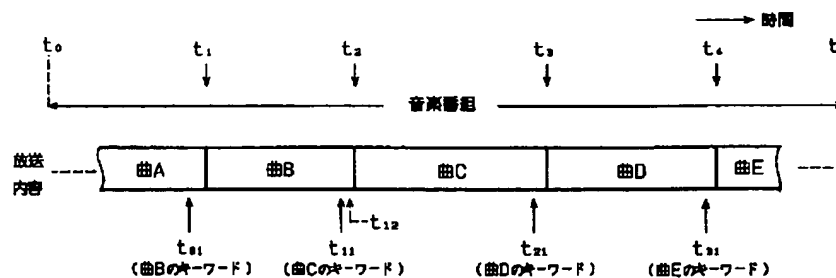 時間
t₀ t₁ t₂ t₃ t₄ t
音楽番組
放送
内容
曲A 曲B 曲C 曲D 曲E
t₁₂
t₀₁ t₁₁ t₂₁ t₃₁
(曲Bのキーワード) (曲Cのキーワード) (曲Dのキーワード) (曲Eのキーワード)